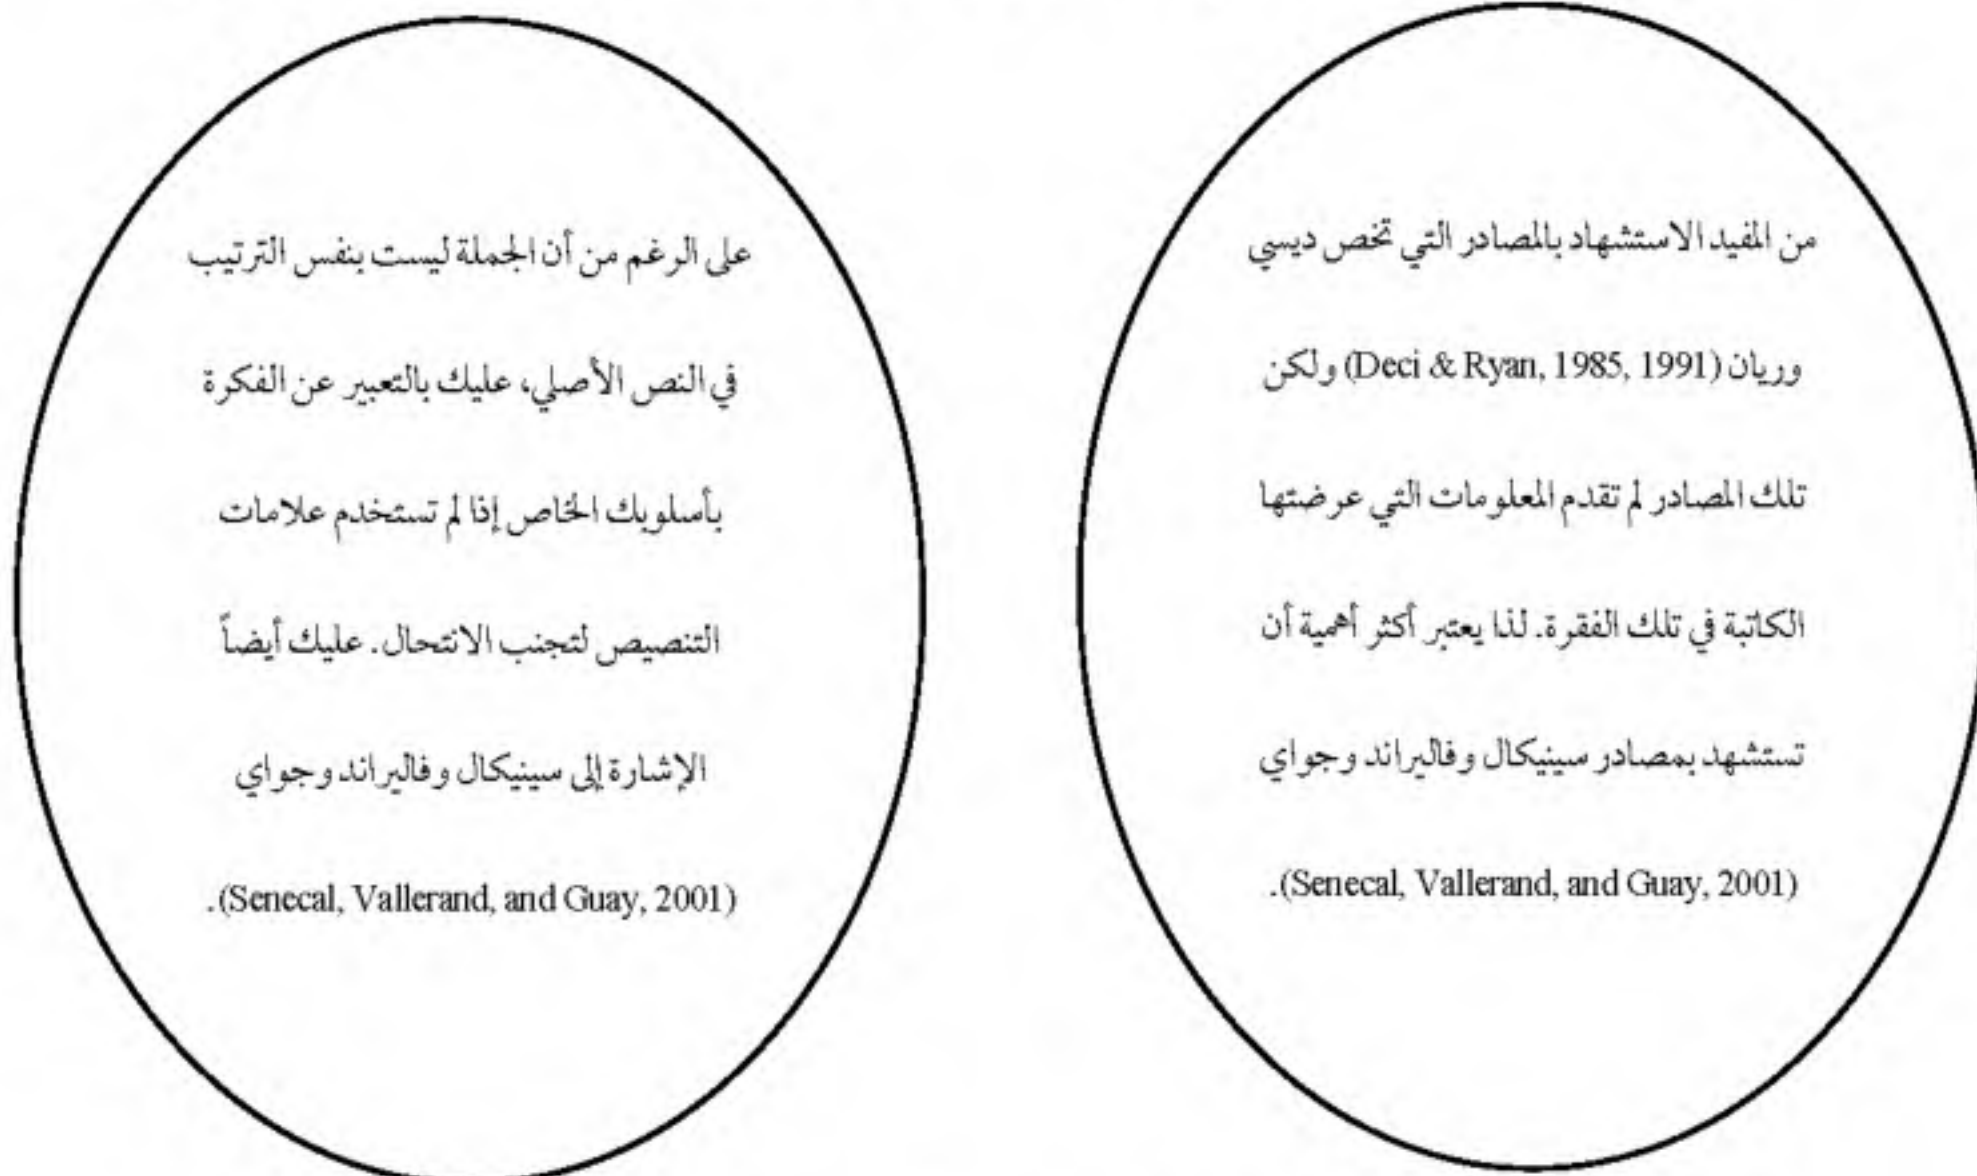 من المفيد الاستشهاد بالمصادر التي تخص ديسي
وريان (Deci & Ryan, 1985, 1991) ولكن
تلك المصادر لم تقدم المعلومات التي عرضتها
الكاتبة في تلك الفقرة. لذا يعتبر أكثر أهمية أن
تستشهد بمصادر سينيكال وفاليراند وجواي
(Senecal, Vallerand, and Guay, 2001).
على الرغم من أن الجملة ليست بنفس الترتيب
في النص الأصلي، عليك بالتعبير عن الفكرة
بأسلوبك الخاص إذا لم تستخدم علامات
التنصيص لتجنب الانتحال. عليك أيضاً
الإشارة إلى سينيكال وفاليراند وجواي
(Senecal, Vallerand, and Guay, 2001).